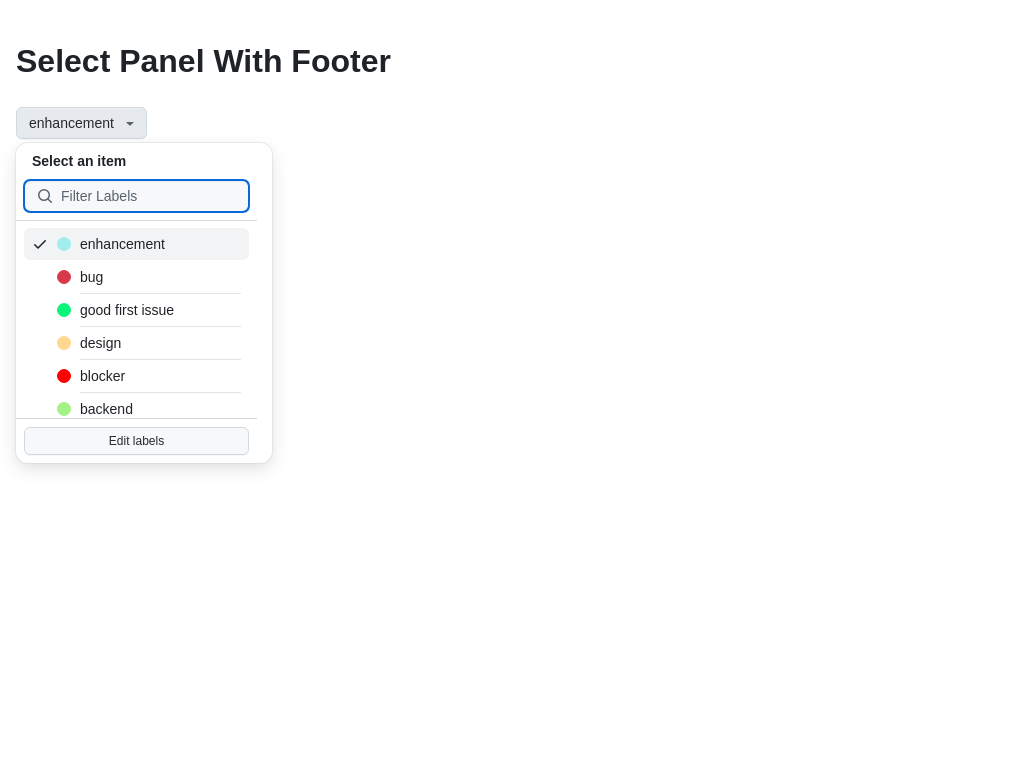 Select Panel With Footer
enhancement
Select an item
Filter Labels
enhancement
bug
good first issue
design
blocker
backend
Edit labels